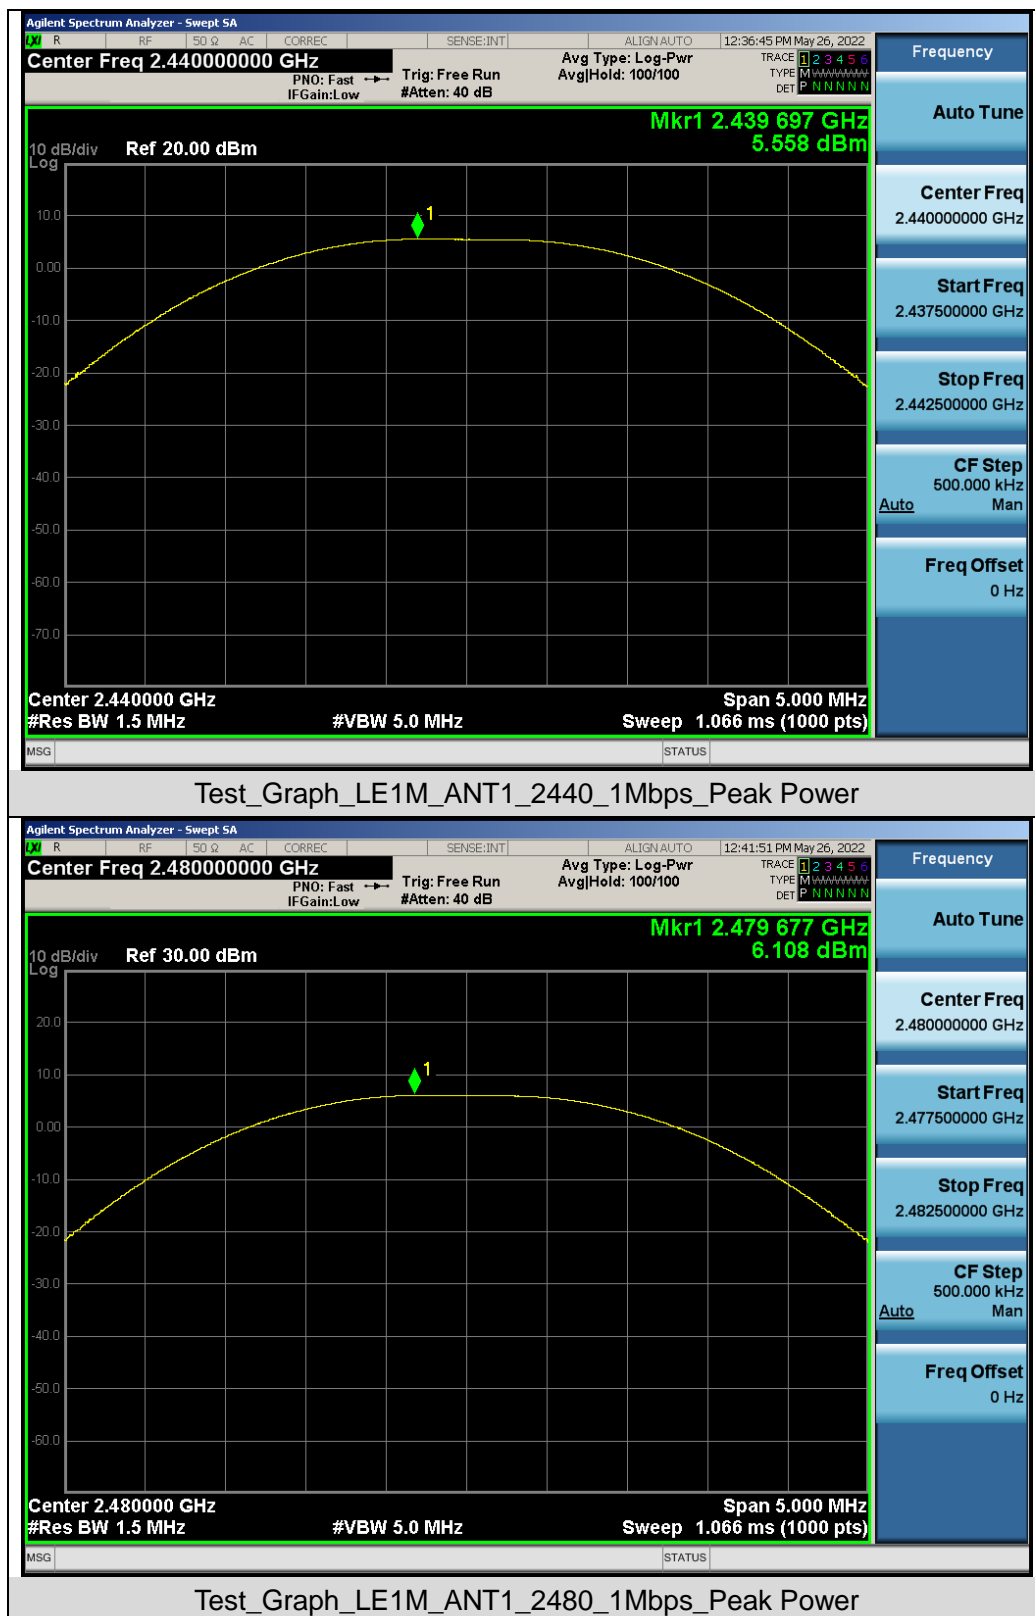 Agilent Spectrum Analyzer - Swept SA
LXI R RF 50 Ω AC CORREC SENSE:INT ALIGN AUTO 12:36:45 PM May 26, 2022
Center Freq 2.440000000 GHz
Avg Type: Log-Pwr
TRACE 1 2 3 4 5 6
PNO: Fast
Trig: Free Run
Avg|Hold: 100/100
TYPE M WWWWW
IFGain:Low
#Atten: 40 dB
DET P N N N N N
Mkr1 2.439 697 GHz
5.558 dBm
10 dB/div Ref 20.00 dBm
Log
10.0
1
0.00
-10.0
-20.0
-30.0
-40.0
-50.0
-60.0
-70.0
Center 2.440000 GHz Span 5.000 MHz
#Res BW 1.5 MHz #VBW 5.0 MHz Sweep 1.066 ms (1000 pts)
MSG STATUS
Frequency
Auto Tune
Center Freq
2.440000000 GHz
Start Freq
2.437500000 GHz
Stop Freq
2.442500000 GHz
CF Step
500.000 kHz
Auto Man
Freq Offset
0 Hz
Test_Graph_LE1M_ANT1_2440_1Mbps_Peak Power
Agilent Spectrum Analyzer - Swept SA
LXI R RF 50 Ω AC CORREC SENSE:INT ALIGN AUTO 12:41:51 PM May 26, 2022
Center Freq 2.480000000 GHz
Avg Type: Log-Pwr
TRACE 1 2 3 4 5 6
PNO: Fast
Trig: Free Run
Avg|Hold: 100/100
TYPE M WWWWW
IFGain:Low
#Atten: 40 dB
DET P N N N N N
Mkr1 2.479 677 GHz
6.108 dBm
10 dB/div Ref 30.00 dBm
Log
20.0
10.0
1
0.00
-10.0
-20.0
-30.0
-40.0
-50.0
-60.0
Center 2.480000 GHz Span 5.000 MHz
#Res BW 1.5 MHz #VBW 5.0 MHz Sweep 1.066 ms (1000 pts)
MSG STATUS
Frequency
Auto Tune
Center Freq
2.480000000 GHz
Start Freq
2.477500000 GHz
Stop Freq
2.482500000 GHz
CF Step
500.000 kHz
Auto Man
Freq Offset
0 Hz
Test_Graph_LE1M_ANT1_2480_1Mbps_Peak Power